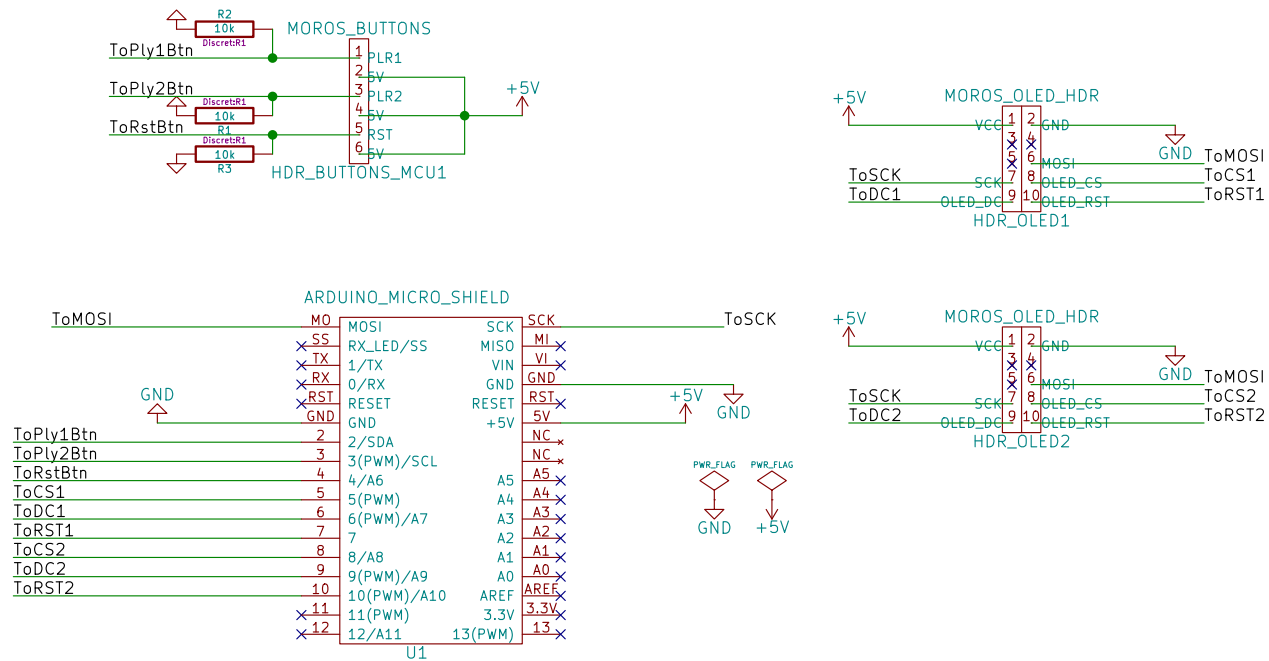 R2
10k
Discret:R1
ToPly1Btn
ToPly2Btn
Discret:R1
10k
R1
ToRstBtn
Discret:R1
10k
R3
MOROS_BUTTONS
1 PLR1
2 5V
3 PLR2
4 5V
5 RST
6 5V
HDR_BUTTONS_MCU1
+5V
+5V
MOROS_OLED_HDR
VCC 1 2 GND
3 4
5 6 MOSI
SCK 7 8 OLED_CS
OLED_DC 9 10 OLED_RST
HDR_OLED1
GND
ToMOSI
ToSCK
ToCS1
ToDC1
ToRST1
ARDUINO_MICRO_SHIELD
ToMOSI
MO MOSI SCK SCK
ToSCK
SS RX_LED/SS MISO MI
TX 1/TX VIN VI
RX 0/RX GND GND
RST RESET RESET RST
GND GND +5V 5V
GND
GND
+5V
ToPly1Btn 2 2/SDA NC
ToPly2Btn 3 3(PWM)/SCL NC
ToRstBtn 4 4/A6 A5 A5
ToCS1 5 5(PWM) A4 A4
ToDC1 6 6(PWM)/A7 A3 A3
ToRST1 7 7 A2 A2
ToCS2 8 8/A8 A1 A1
ToDC2 9 9(PWM)/A9 A0 A0
ToRST2 10 10(PWM)/A10 AREF AREF
11 11(PWM) 3.3V 3.3V
12 12/A11 13(PWM) 13
U1
PWR_FLAG
GND
PWR_FLAG
+5V
+5V
MOROS_OLED_HDR
VCC 1 2 GND
3 4
5 6 MOSI
SCK 7 8 OLED_CS
OLED_DC 9 10 OLED_RST
HDR_OLED2
GND
ToMOSI
ToSCK
ToCS2
ToDC2
ToRST2